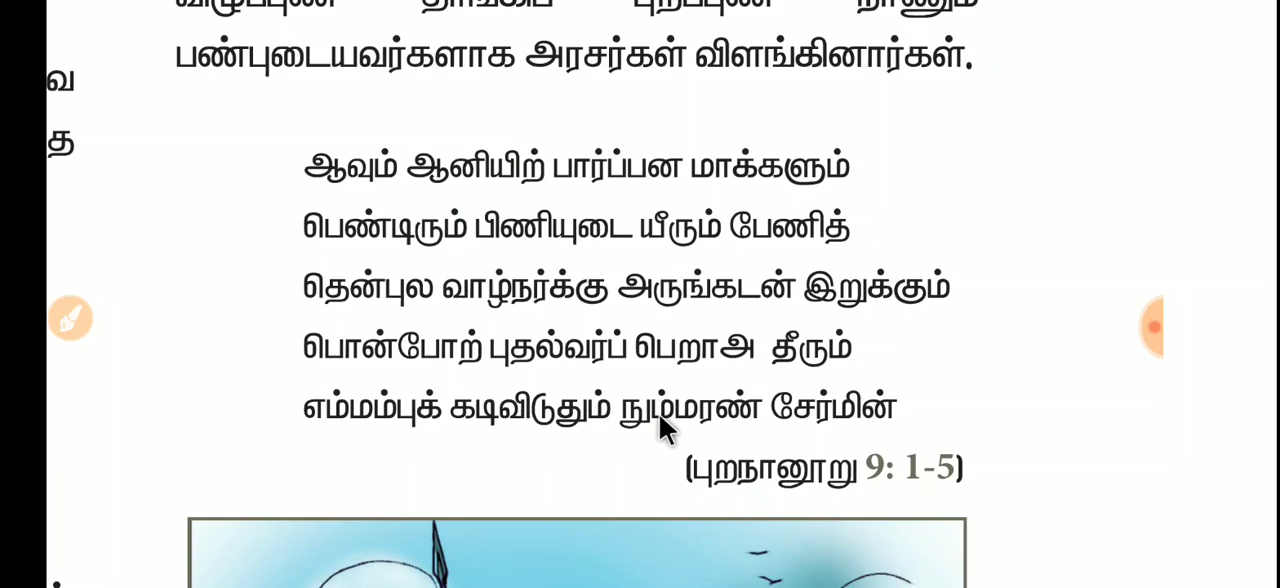 பண்புடையவர்களாக அரசர்கள் விளங்கினார்கள்.
வ
த
ஆவும் ஆனியிற் பார்ப்பன மாக்களும்
பெண்டிரும் பிணியுடை யீரும் பேணித்
தென்புல வாழ்நர்க்கு அருங்கடன் இறுக்கும்
பொன்போற் புதல்வர்ப் பெறாஅ தீரும்
எம்மம்புக் கடிவிடுதும் நும்மரண் சேர்மின்
(புறநானூறு 9: 1-5)